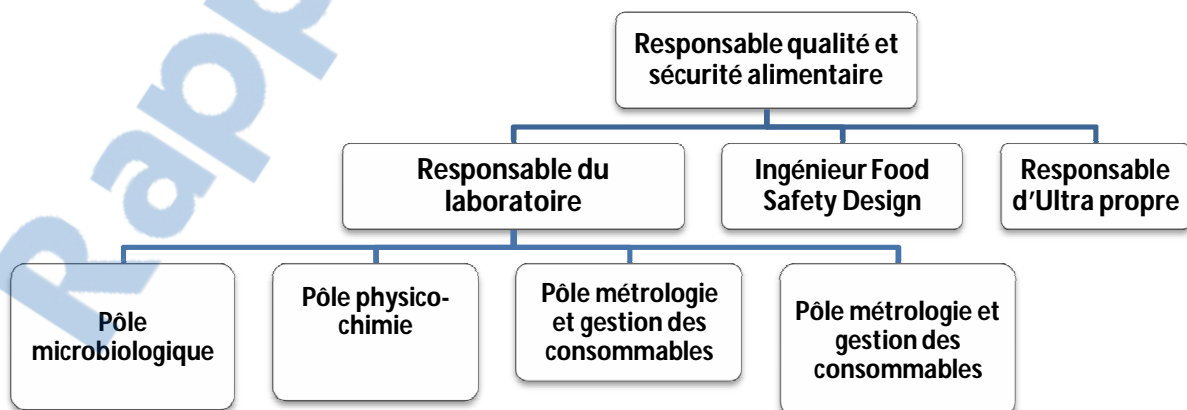 Rapp
Responsable qualité et
sécurité alimentaire
Responsable du
laboratoire
Ingénieur Food
Safety Design
Responsable
d'Ultra propre
Pôle
microbiologique
Pôle physico-
chimie
Pôle métrologie
et gestion des
consommables
Pôle métrologie et
gestion des
consommables